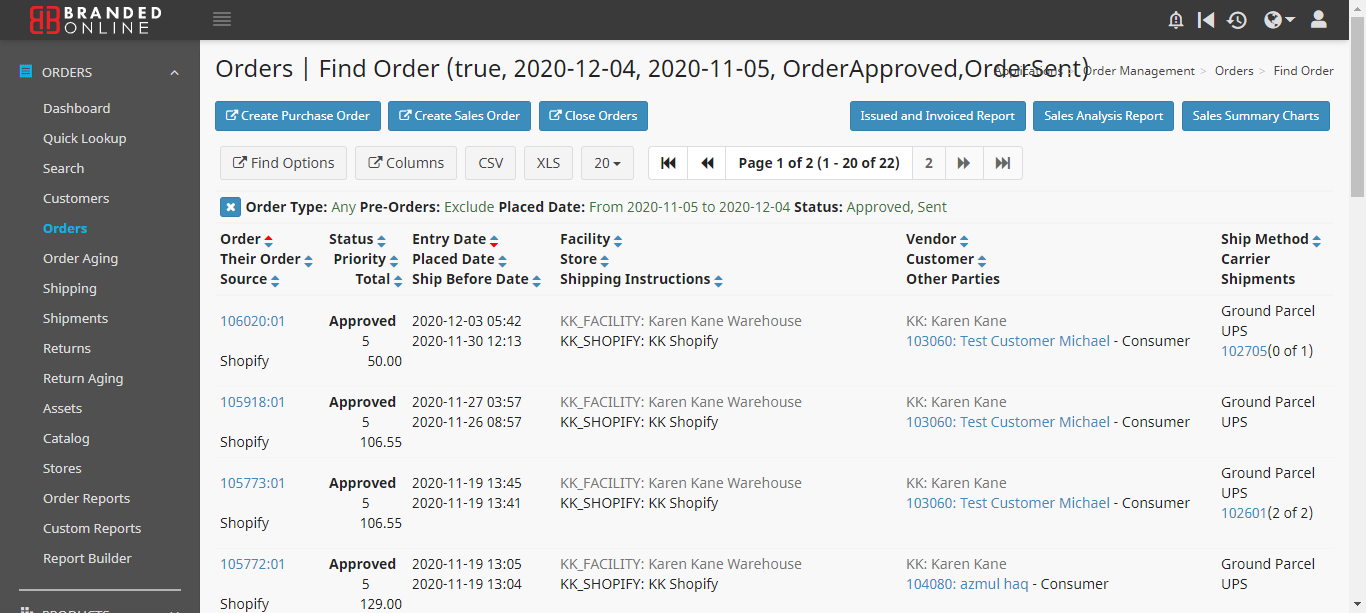 BRANDED
ONLINE
ORDERS
Dashboard
Quick Lookup
Search
Customers
Orders
Order Aging
Shipping
Shipments
Returns
Return Aging
Assets
Catalog
Stores
Order Reports
Custom Reports
Report Builder
PRODUCTS
Orders | Find Order (true, 2020-12-04, 2020-11-05, OrderApproved,OrderSent)
Applications > Order Management > Orders > Find Order
Create Purchase Order Create Sales Order Close Orders Issued and Invoiced Report Sales Analysis Report Sales Summary Charts
Find Options Columns CSV XLS 20 Page 1 of 2 (1 - 20 of 22) 2
Order Type: Any Pre-Orders: Exclude Placed Date: From 2020-11-05 to 2020-12-04 Status: Approved, Sent
Order Status Entry Date Facility Vendor Ship Method
Their Order Priority Placed Date Store Customer Carrier
Source Total Ship Before Date Shipping Instructions Other Parties Shipments
106020:01 Approved 2020-12-03 05:42 KK_FACILITY: Karen Kane Warehouse KK: Karen Kane Ground Parcel
5 2020-11-30 12:13 KK_SHOPIFY: KK Shopify 103060: Test Customer Michael - Consumer UPS
Shopify 50.00 102705(0 of 1)
105918:01 Approved 2020-11-27 03:57 KK_FACILITY: Karen Kane Warehouse KK: Karen Kane Ground Parcel
5 2020-11-26 08:57 KK_SHOPIFY: KK Shopify 103060: Test Customer Michael - Consumer UPS
Shopify 106.55
105773:01 Approved 2020-11-19 13:45 KK_FACILITY: Karen Kane Warehouse KK: Karen Kane Ground Parcel
5 2020-11-19 13:41 KK_SHOPIFY: KK Shopify 103060: Test Customer Michael - Consumer UPS
Shopify 106.55 102601(2 of 2)
105772:01 Approved 2020-11-19 13:05 KK_FACILITY: Karen Kane Warehouse KK: Karen Kane Ground Parcel
5 2020-11-19 13:04 KK_SHOPIFY: KK Shopify 104080: azmul haq - Consumer UPS
Shopify 129.00